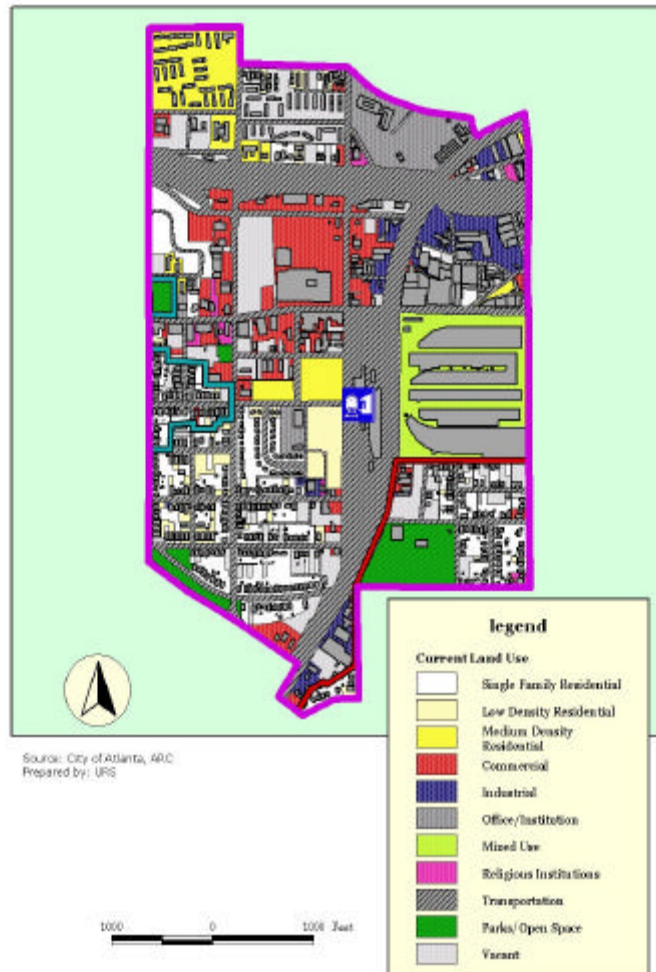 legend
Current Land Use
Single Family Residential
Low Density Residential
Medium Density
Residential
Commercial
Industrial
Office/Institution
Mixed Use
Religious Institutions
Transportation
Parks/Open Space
Vacant
Source: City of Atlanta, ARC
Prepared by: URS
1000 0 1000 Feet